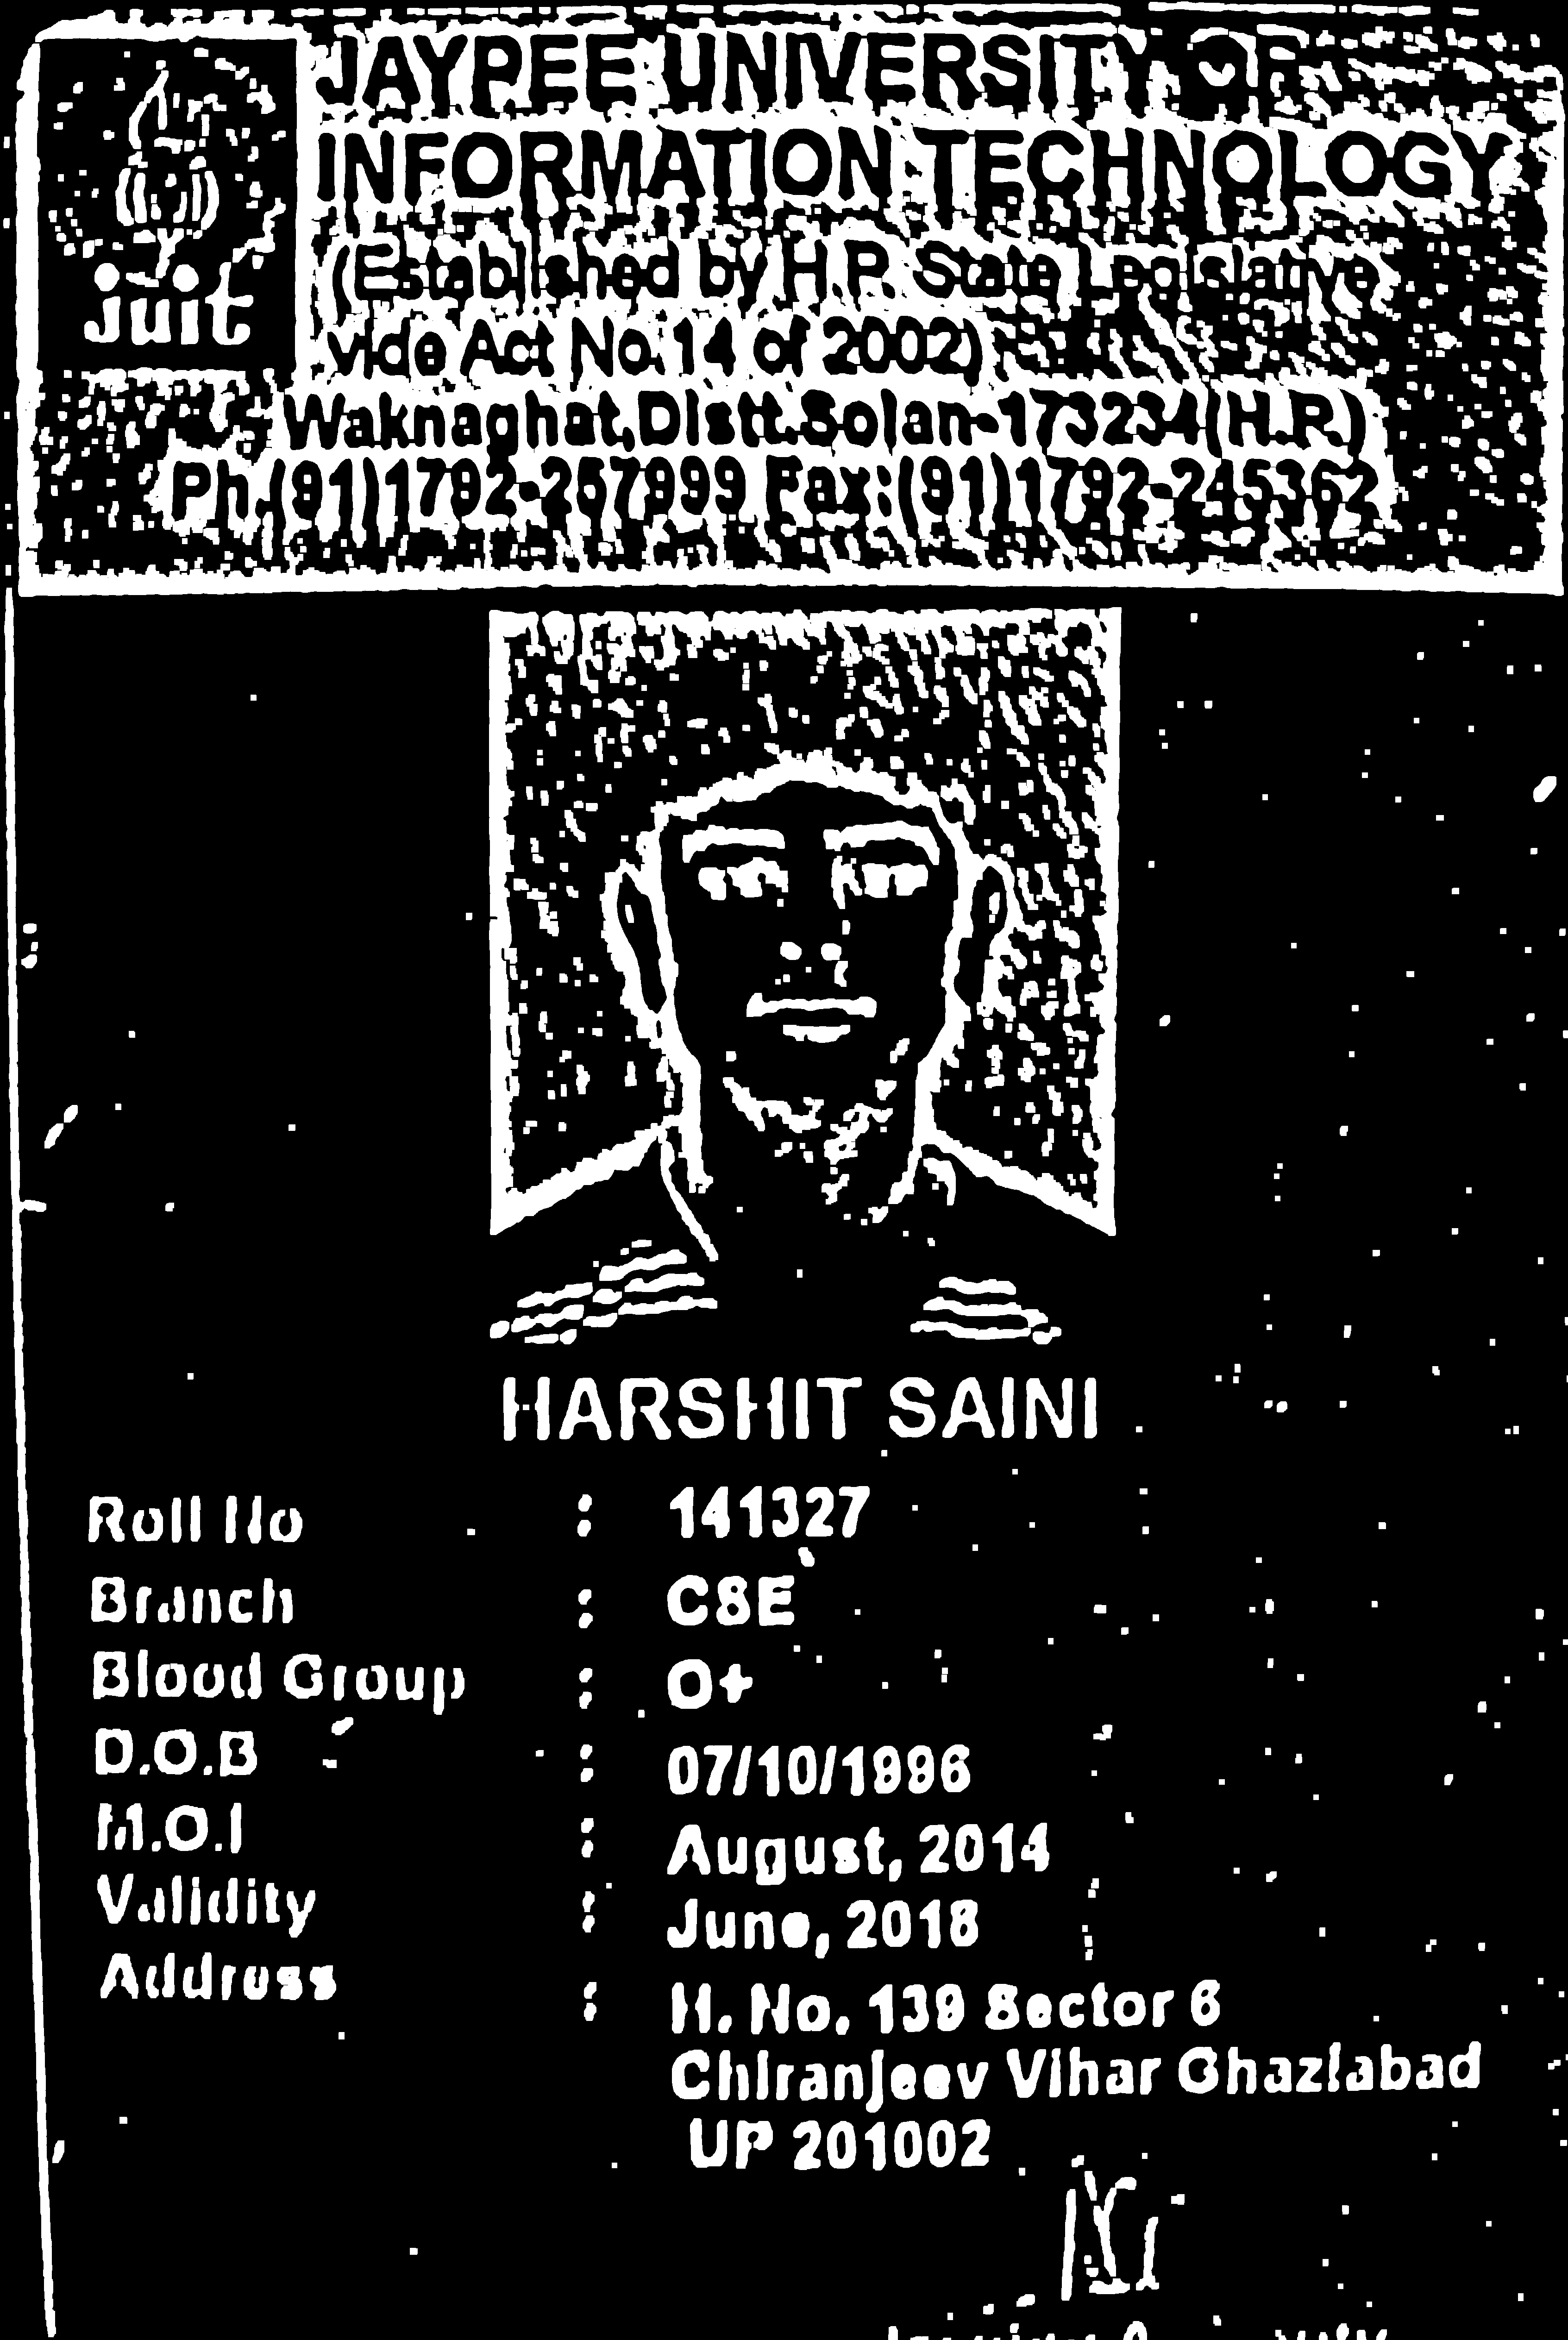 juit
JAYPEE UNIVERSITY OF
INFORMATION TECHNOLOGY
(Established by H.P. State Legislative
vide Act No. 14 of 2002)
Waknaghat, Distt. Solan-173234 (H.P.)
Ph.(91)1792-257999 Fax:(91)1792-245362
HARSHIT SAINI
Roll No : 141327
Branch : CSE
Blood Group : O+
D.O.B : 07/10/1996
M.O.I : August, 2014
Validity : June, 2018
Address : H. No. 139 Sector 6
Chiranjeev Vihar Ghaziabad
UP 201002